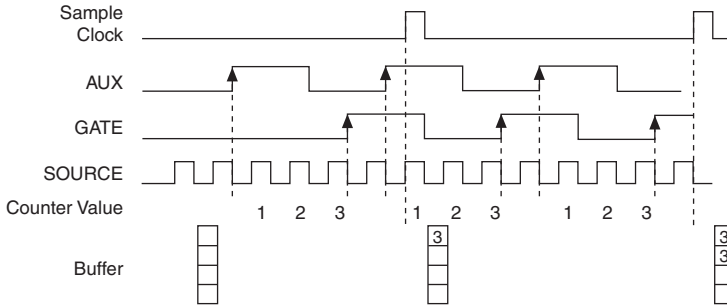 Sample
Clock
AUX
GATE
SOURCE
Counter Value 1 2 3 1 2 3 1 2 3
Buffer 3 3
3